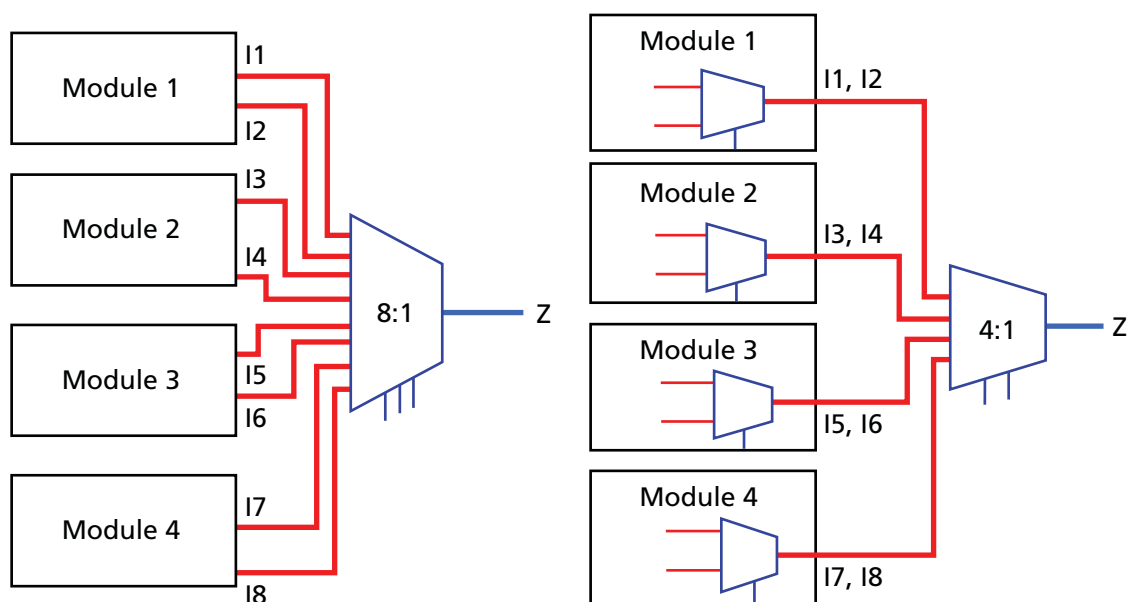 Module 1
I1
I2
Module 2
I3
I4
Module 3
I5
I6
Module 4
I7
I8
8:1
Z
Module 1
I1, I2
Module 2
I3, I4
Module 3
I5, I6
Module 4
I7, I8
4:1
Z